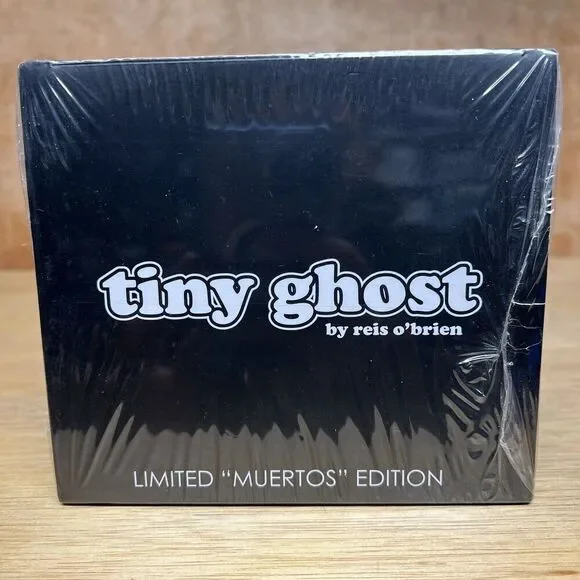 tiny ghost
by reis o'brien
LIMITED “MUERTOS” EDITION